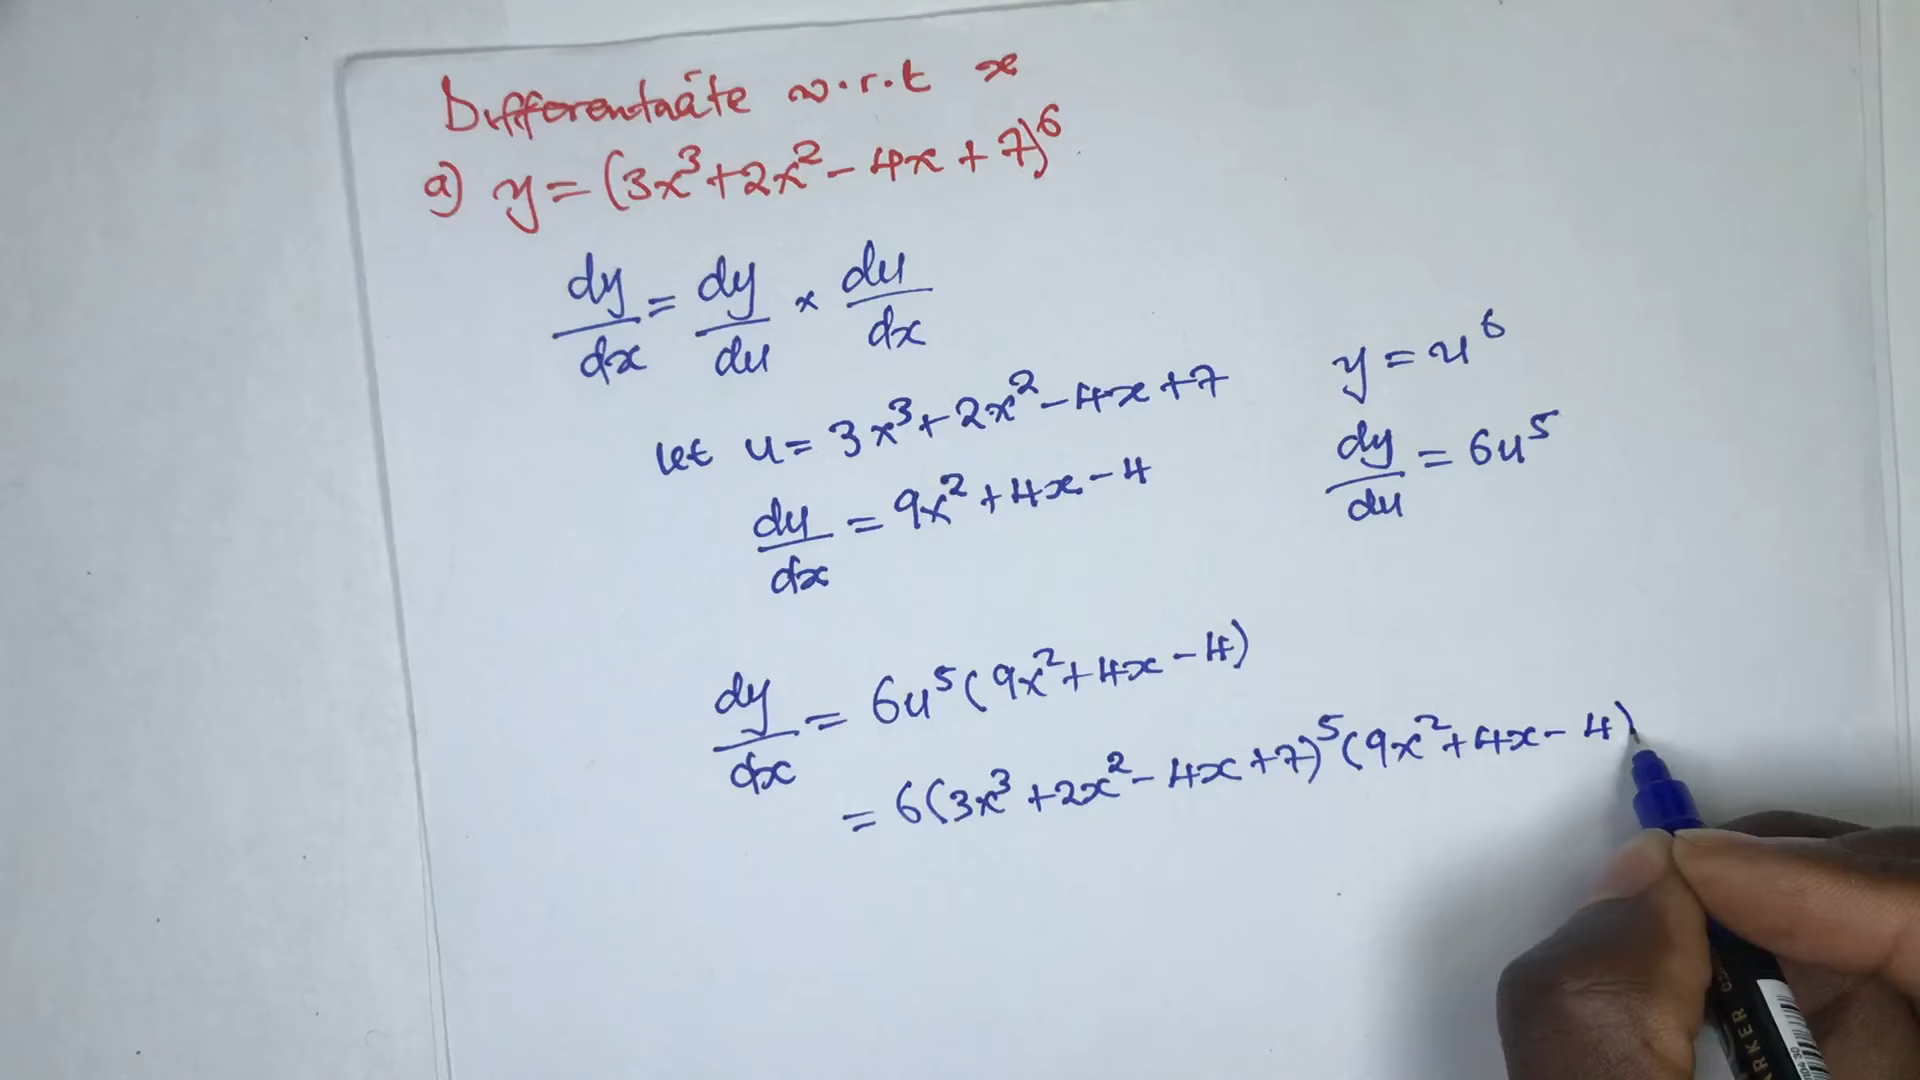 Differentiate w.r.t x
a) y = (3x³ + 2x² - 4x + 7)⁶
dy/dx = dy/du × du/dx
let u = 3x³ + 2x² - 4x + 7
y = u⁶
du/dx = 9x² + 4x - 4
dy/du = 6u⁵
dy/dx = 6u⁵(9x² + 4x - 4)
= 6(3x³ + 2x² - 4x + 7)⁵(9x² + 4x - 4)